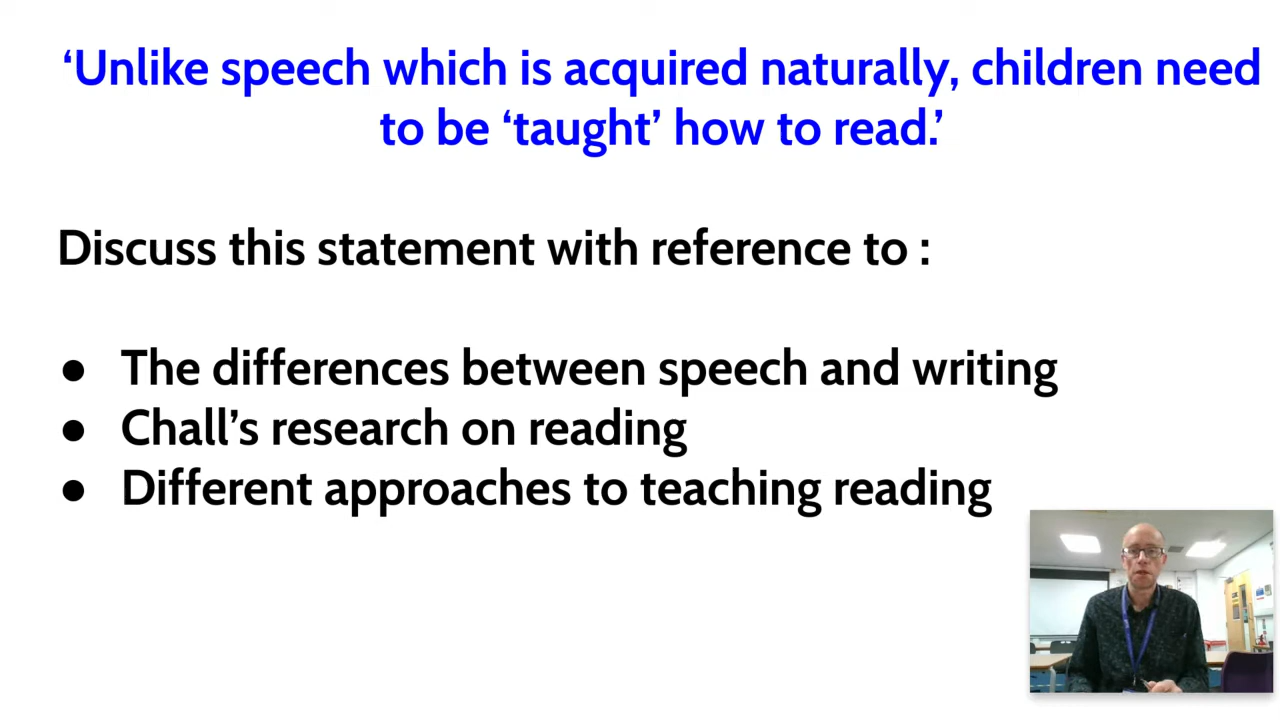 ‘Unlike speech which is acquired naturally, children need
to be ‘taught’ how to read.’
Discuss this statement with reference to :
● The differences between speech and writing
● Chall’s research on reading
● Different approaches to teaching reading